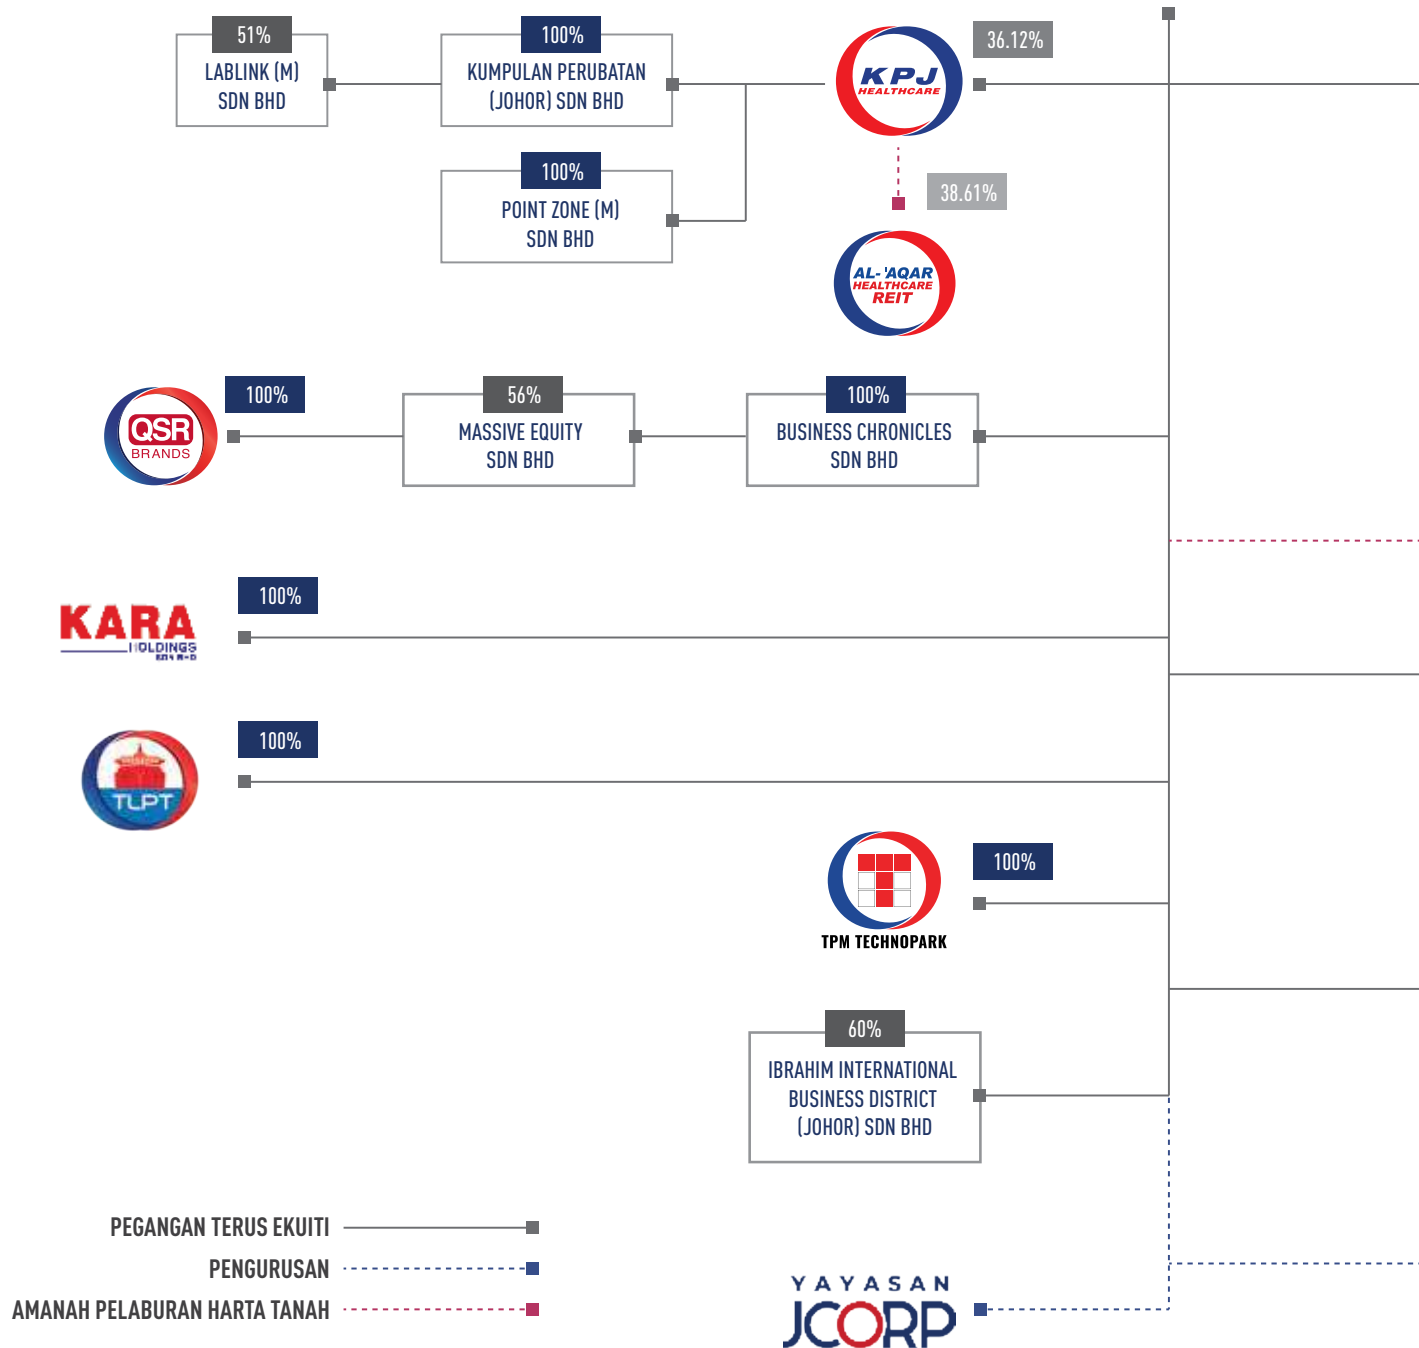 51%
LABLINK (M)
SDN BHD
100%
KUMPULAN PERUBATAN
(JOHOR) SDN BHD
KPJ
HEALTHCARE
36.12%
100%
POINT ZONE (M)
SDN BHD
38.61%
AL-'AQAR
HEALTHCARE
REIT
QSR
BRANDS
100%
56%
MASSIVE EQUITY
SDN BHD
100%
BUSINESS CHRONICLES
SDN BHD
KARA
HOLDINGS
100%
TLPT
100%
TPM TECHNOPARK
100%
60%
IBRAHIM INTERNATIONAL
BUSINESS DISTRICT
(JOHOR) SDN BHD
PEGANGAN TERUS EKUITI
PENGURUSAN
AMANAH PELABURAN HARTA TANAH
YAYASAN
JCORP